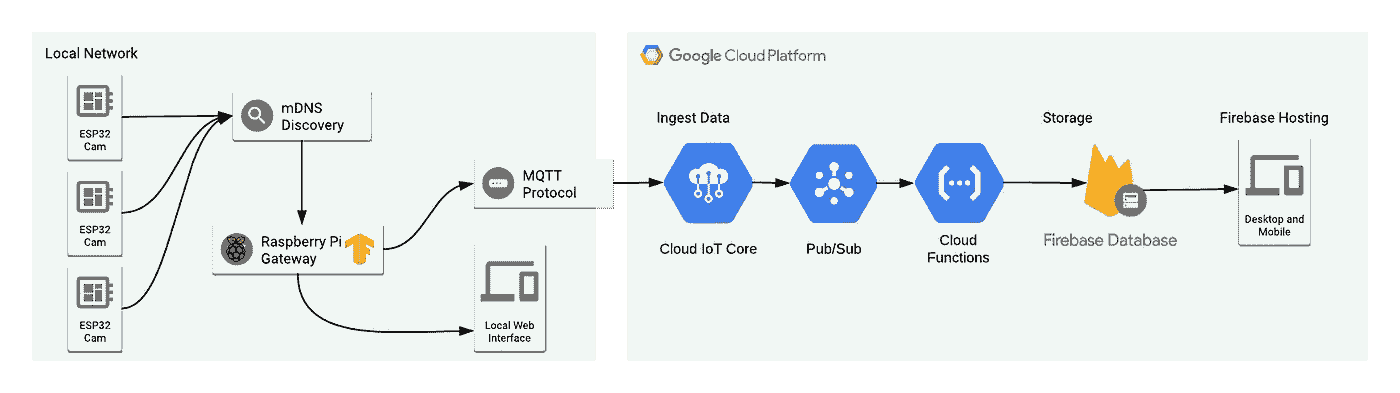 Local Network
ESP32
Cam
ESP32
Cam
ESP32
Cam
mDNS
Discovery
Raspberry Pi
Gateway
MQTT
Protocol
Local Web
Interface
Google Cloud Platform
Ingest Data
Cloud IoT Core
Pub/Sub
Cloud
Functions
Storage
Firebase Database
Firebase Hosting
Desktop and
Mobile